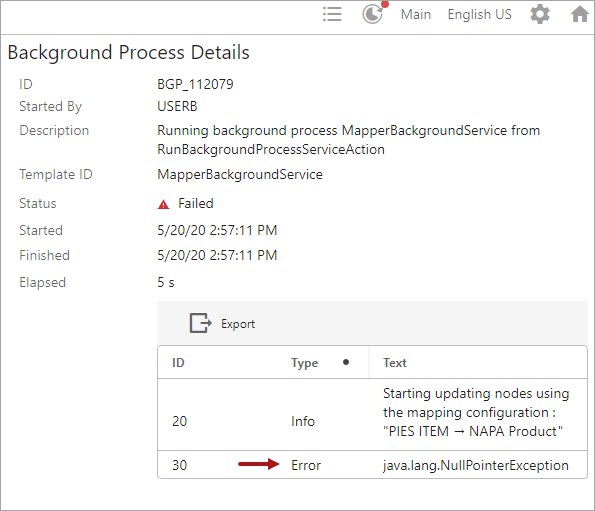 Main English US
Background Process Details
ID BGP_112079
Started By USERB
Description Running background process MapperBackgroundService from
RunBackgroundProcessServiceAction
Template ID MapperBackgroundService
Status Failed
Started 5/20/20 2:57:11 PM
Finished 5/20/20 2:57:11 PM
Elapsed 5 s
Export
ID Type Text
20 Info Starting updating nodes using
the mapping configuration :
"PIES ITEM → NAPA Product"
30 Error java.lang.NullPointerException